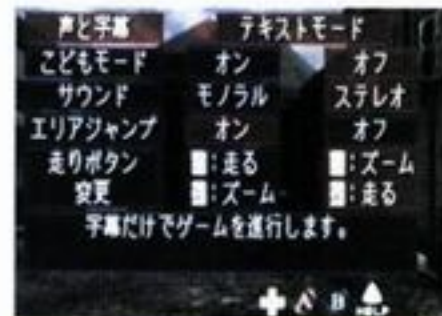 声と字幕 テキストモード
こどもモード オン オフ
サウンド モノラル ステレオ
エリアジャンプ オン オフ
走りボタン :走る :ズーム
変更 :ズーム :走る
字幕だけでゲームを進行します。
A B HELP